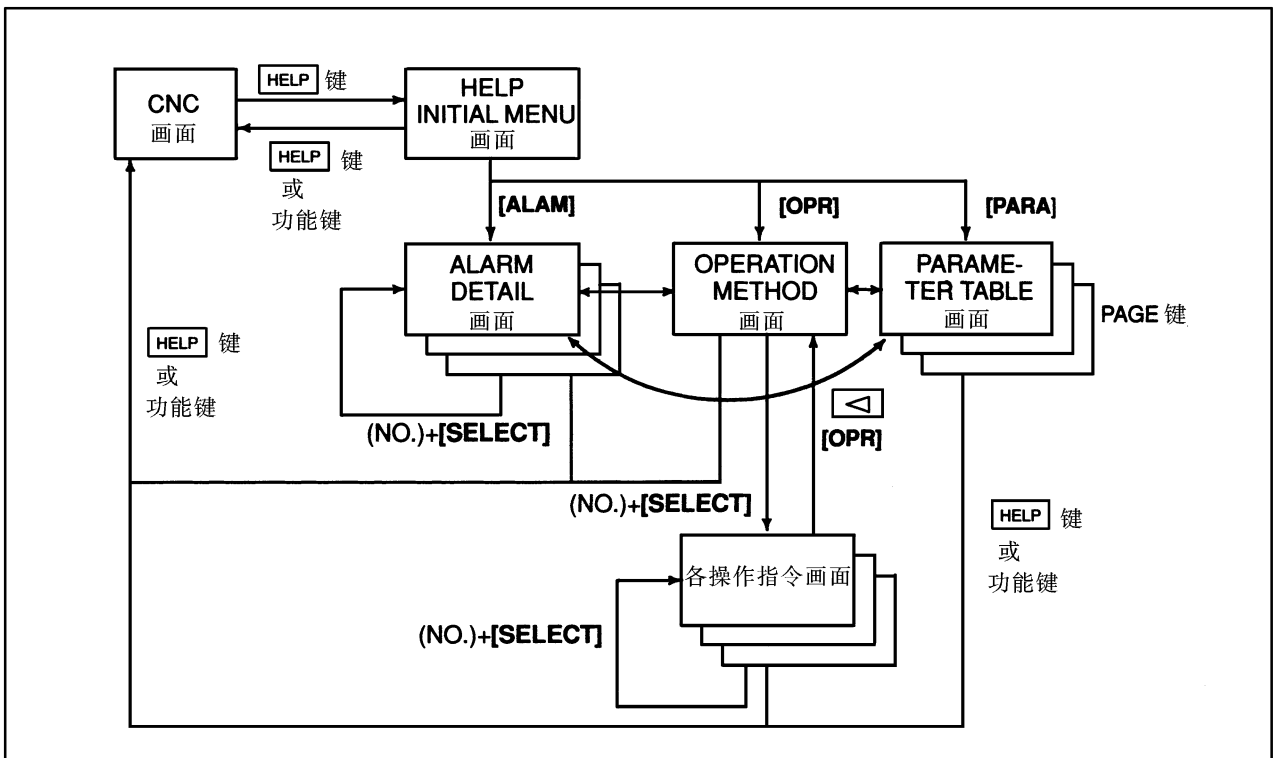 HELP 键
CNC
画面
HELP
INITIAL MENU
画面
HELP 键
或
功能键
[ALAM]
[OPR]
[PARA]
ALARM
DETAIL
画面
OPERATION
METHOD
画面
PARAME-
TER TABLE
画面
PAGE 键
HELP 键
或
功能键
(NO.)+[SELECT]
[OPR]
(NO.)+[SELECT]
HELP 键
或
功能键
各操作指令画面
(NO.)+[SELECT]